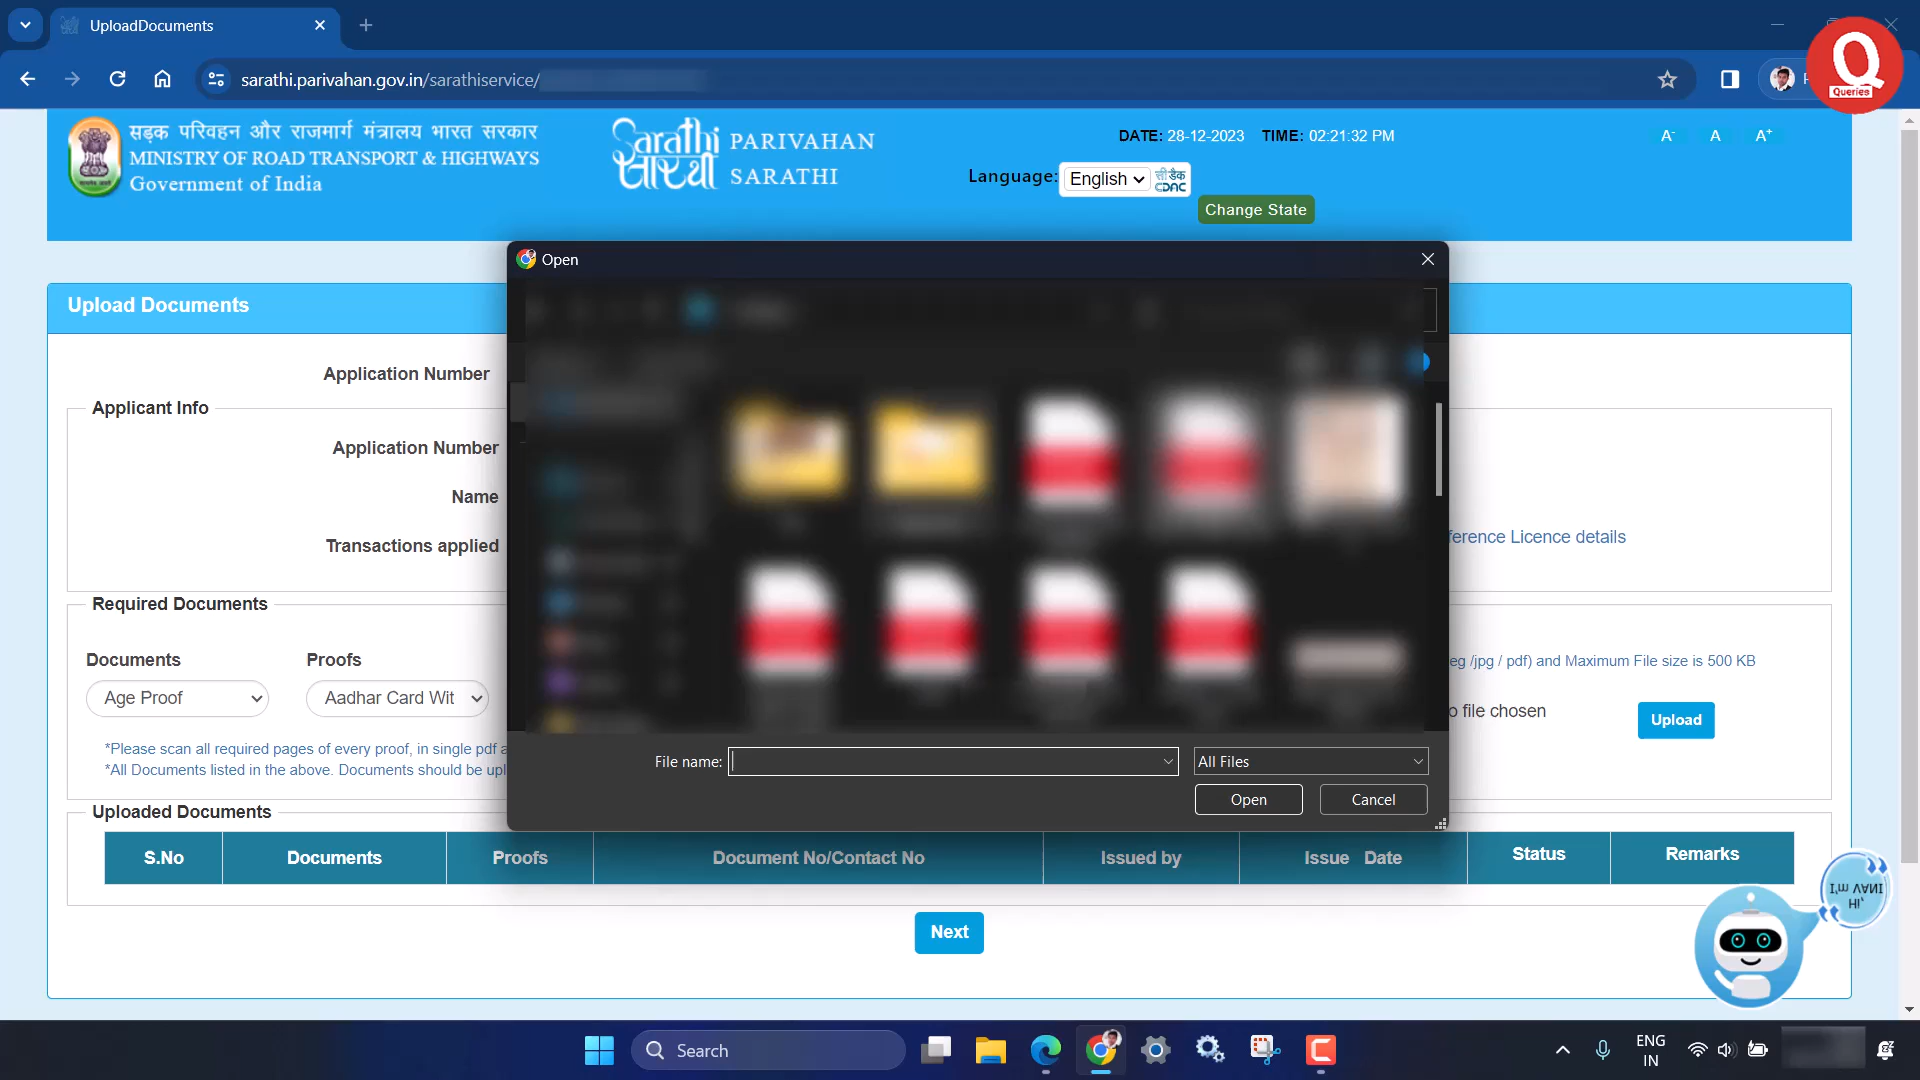 UploadDocuments
sarathi.parivahan.gov.in/sarathiservice/
Queries
सड़क परिवहन और राजमार्ग मंत्रालय भारत सरकार
MINISTRY OF ROAD TRANSPORT & HIGHWAYS
Government of India
Sarathi
सारथी
PARIVAHAN
SARATHI
DATE: 28-12-2023 TIME: 02:21:32 PM
A- A A+
Language: English
सीडैक
CDAC
Change State
Open
Upload Documents
Application Number
Applicant Info
Application Number
Name
Transactions applied
ference Licence details
Required Documents
Documents
Proofs
eg /jpg / pdf) and Maximum File size is 500 KB
Age Proof
Aadhar Card Wit
o file chosen
Upload
*Please scan all required pages of every proof, in single pdf a
*All Documents listed in the above. Documents should be upl
File name:
All Files
Open
Cancel
Uploaded Documents
S.No
Documents
Proofs
Document No/Contact No
Issued by
Issue Date
Status
Remarks
HI,
I'm VANI
Next
Search
ENG
IN